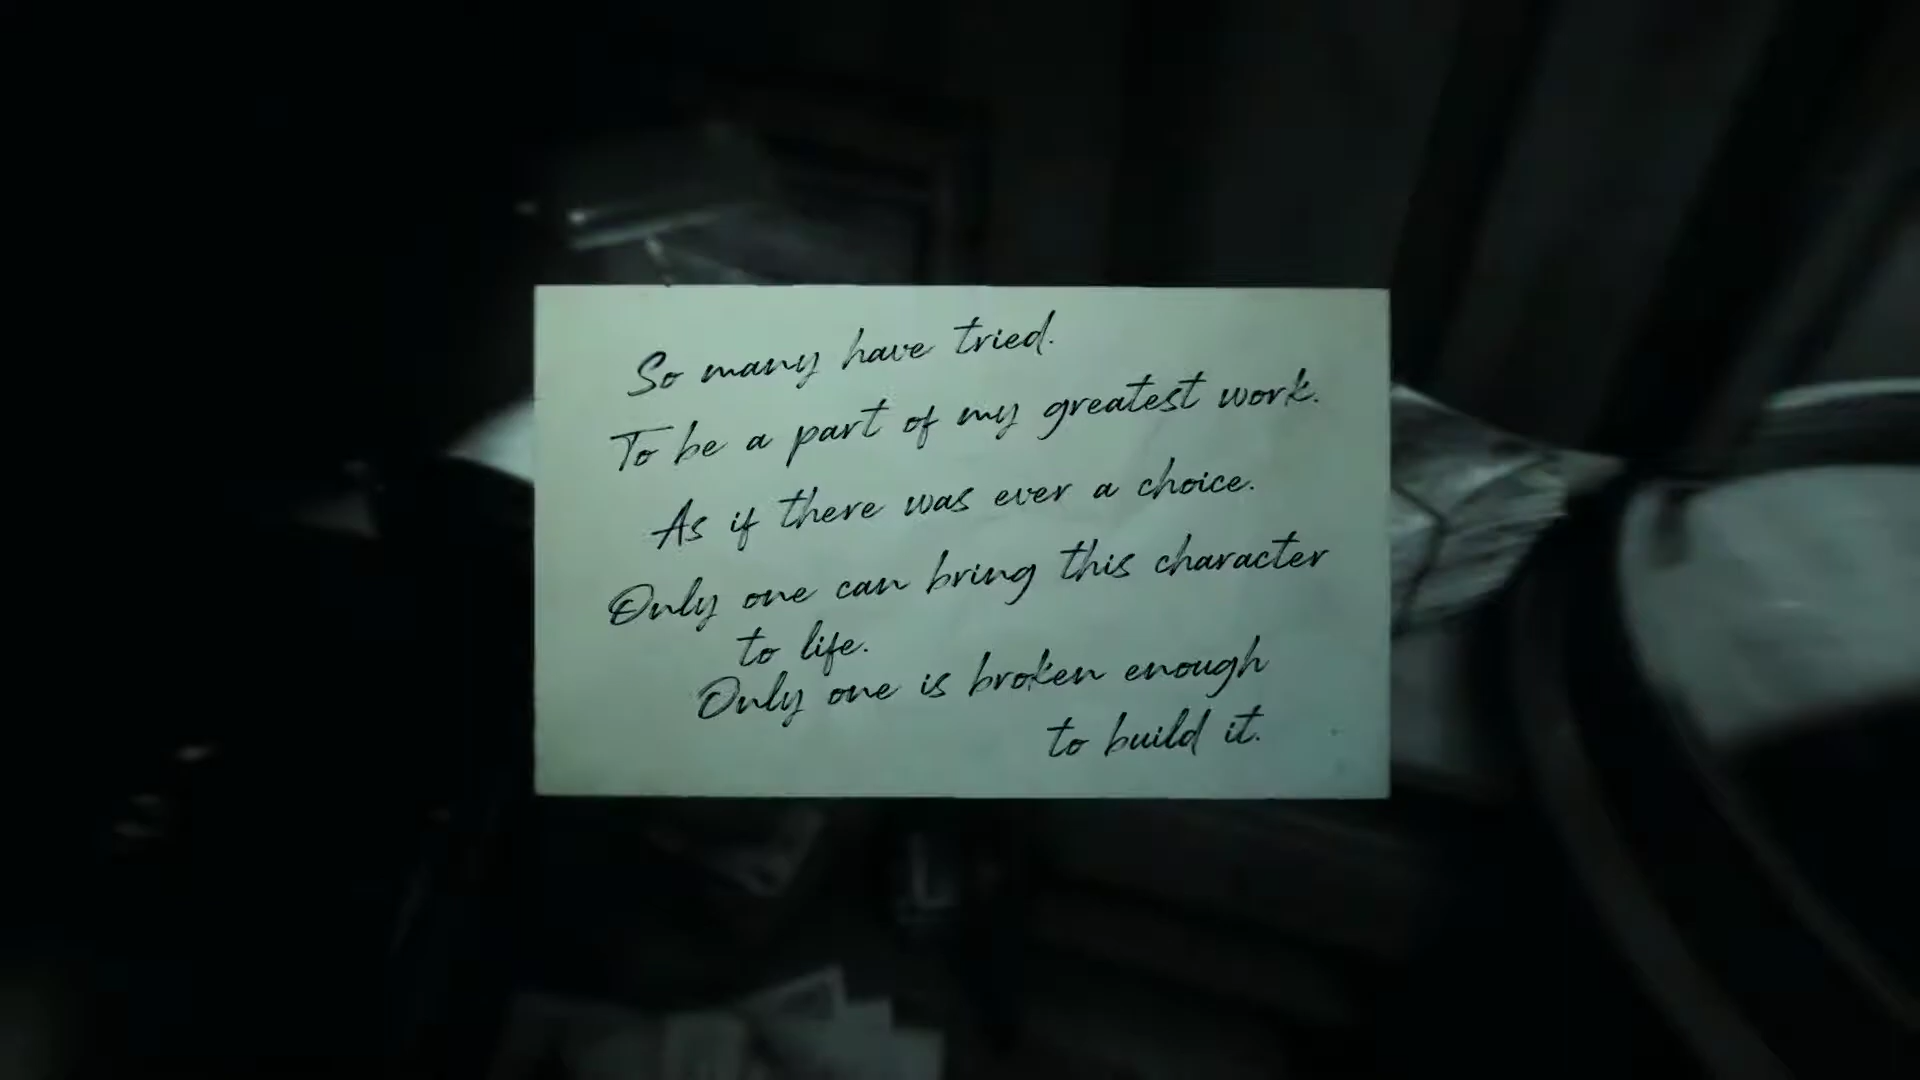 So many have tried.
To be a part of my greatest work.
As if there was ever a choice.
Only one can bring this character
to life.
Only one is broken enough
to build it.